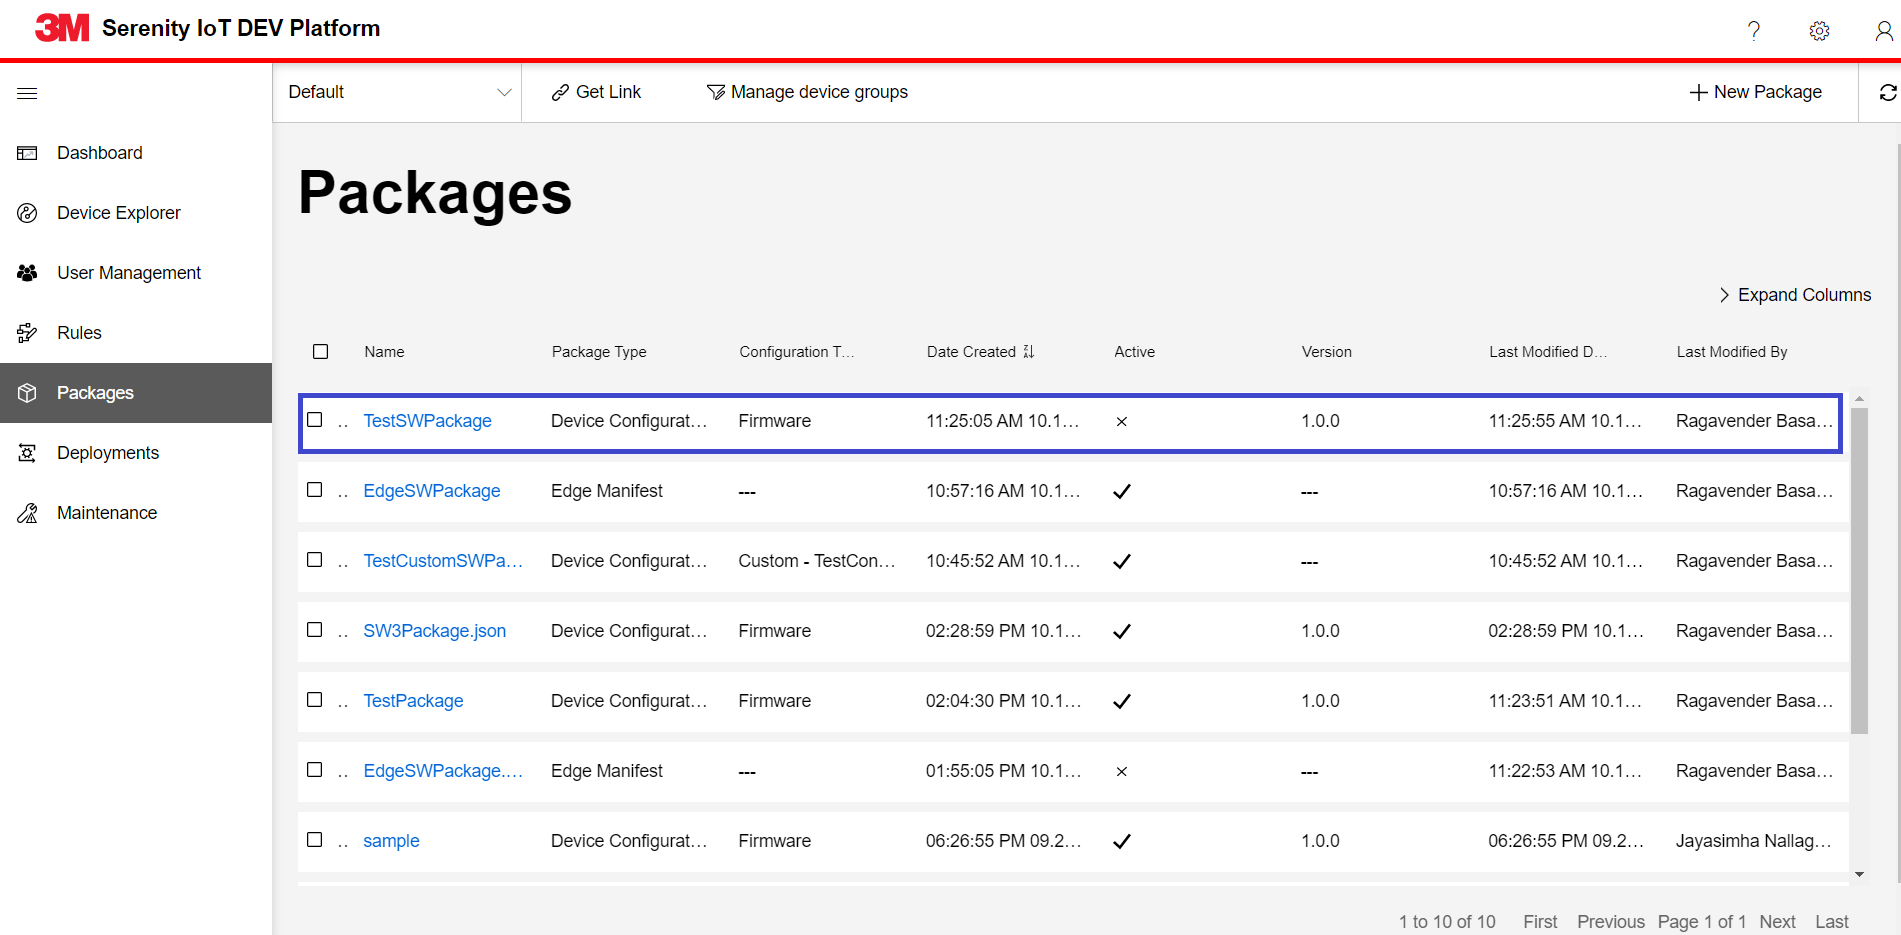 3M Serenity IoT DEV Platform
Default
Get Link
Manage device groups
New Package
Dashboard
Device Explorer
User Management
Rules
Packages
Deployments
Maintenance
Packages
Expand Columns
Name Package Type Configuration T... Date Created Active Version Last Modified D... Last Modified By
.. TestSWPackage Device Configurat... Firmware 11:25:05 AM 10.1... 1.0.0 11:25:55 AM 10.1... Ragavender Basa...
.. EdgeSWPackage Edge Manifest --- 10:57:16 AM 10.1... --- 10:57:16 AM 10.1... Ragavender Basa...
.. TestCustomSWPa... Device Configurat... Custom - TestCon... 10:45:52 AM 10.1... --- 10:45:52 AM 10.1... Ragavender Basa...
.. SW3Package.json Device Configurat... Firmware 02:28:59 PM 10.1... 1.0.0 02:28:59 PM 10.1... Ragavender Basa...
.. TestPackage Device Configurat... Firmware 02:04:30 PM 10.1... 1.0.0 11:23:51 AM 10.1... Ragavender Basa...
.. EdgeSWPackage.... Edge Manifest --- 01:55:05 PM 10.1... --- 11:22:53 AM 10.1... Ragavender Basa...
.. sample Device Configurat... Firmware 06:26:55 PM 09.2... 1.0.0 06:26:55 PM 09.2... Jayasimha Nallag...
1 to 10 of 10 First Previous Page 1 of 1 Next Last